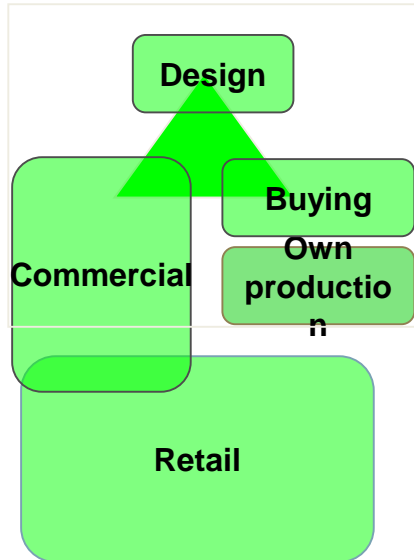 Design
Buying
Commercial
Own
productio
n
Retail